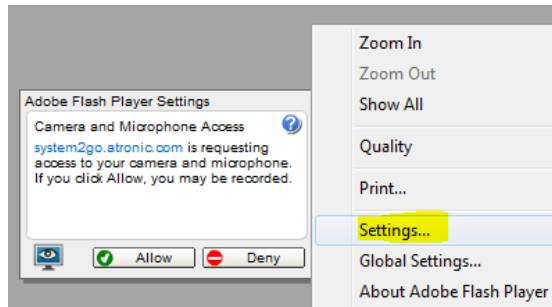 Adobe Flash Player Settings
Camera and Microphone Access
system2go.atronic.com is requesting
access to your camera and microphone.
If you click Allow, you may be recorded.
Allow
Deny
Zoom In
Zoom Out
Show All
Quality
Print...
Settings...
Global Settings...
About Adobe Flash Player